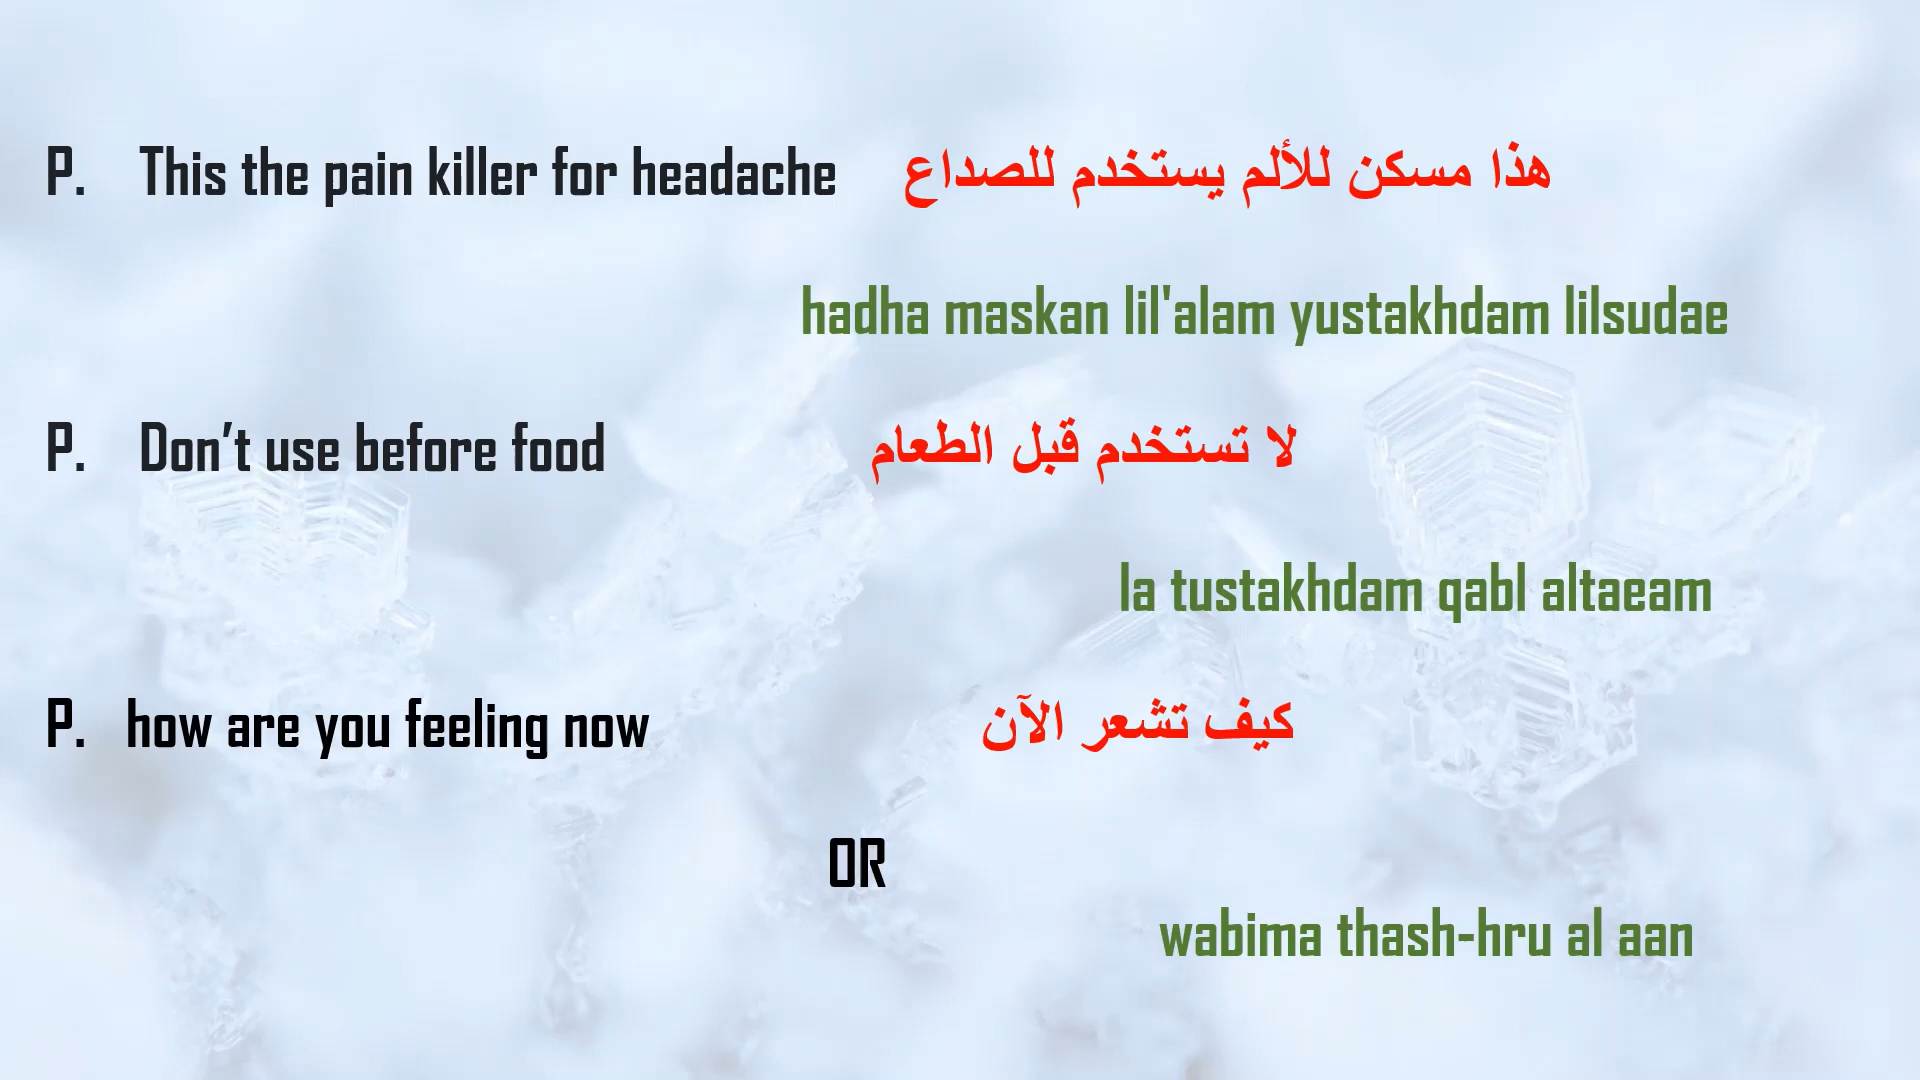 P. This the pain killer for headache هذا مسكن للألم يستخدم للصداع
hadha maskan lil'alam yustakhdam lilsudae
P. Don’t use before food لا تستخدم قبل الطعام
la tustakhdam qabl altaeam
P. how are you feeling now كيف تشعر الآن
OR
wabima thash-hru al aan